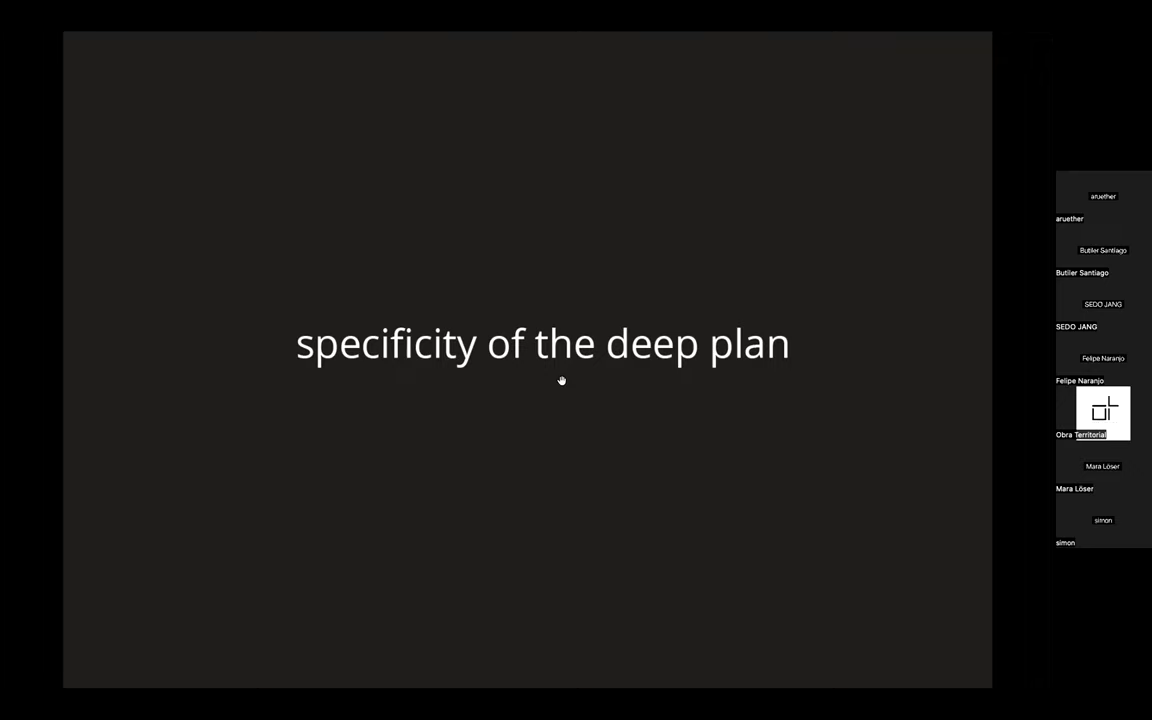 specificity of the deep plan
aruether
aruether
Butiler Santiago
Butiler Santiago
SEDO JANG
SEDO JANG
Felipe Naranjo
Felipe Naranjo
Obra Territorial
Mara Löser
Mara Löser
simon
simon